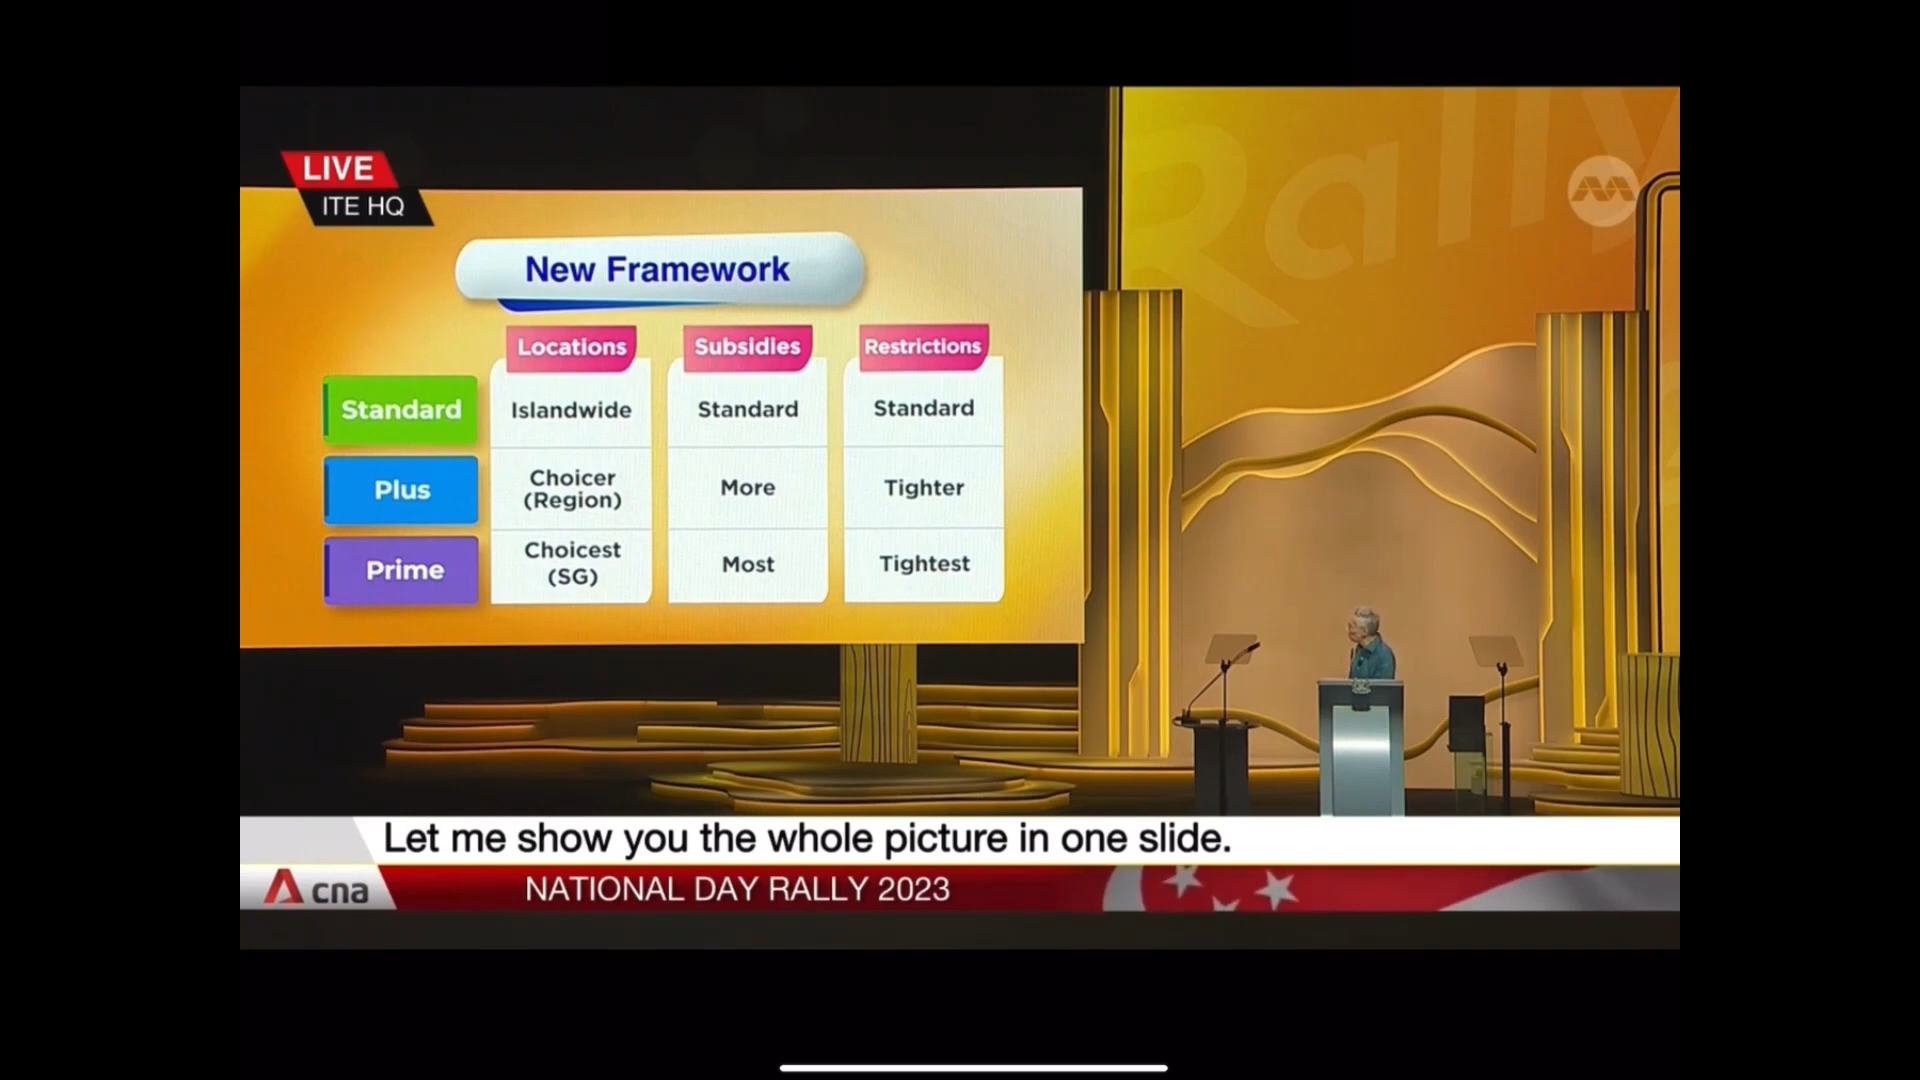 Rally
LIVE
ITE HQ
New Framework
Locations Subsidies Restrictions
Standard Islandwide Standard Standard
Plus Choicer (Region) More Tighter
Prime Choicest (SG) Most Tightest
Let me show you the whole picture in one slide.
cna NATIONAL DAY RALLY 2023